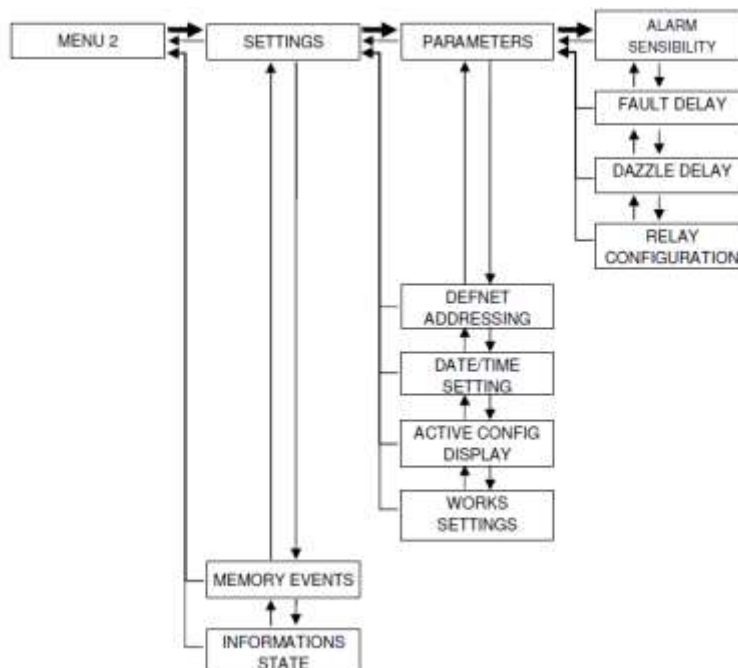 MENU 2
SETTINGS
PARAMETERS
ALARM
SENSIBILITY
FAULT DELAY
DAZZLE DELAY
RELAY
CONFIGURATION
DEFNET
ADDRESSING
DATE/TIME
SETTING
ACTIVE CONFIG
DISPLAY
WORKS
SETTINGS
MEMORY EVENTS
INFORMATIONS
STATE